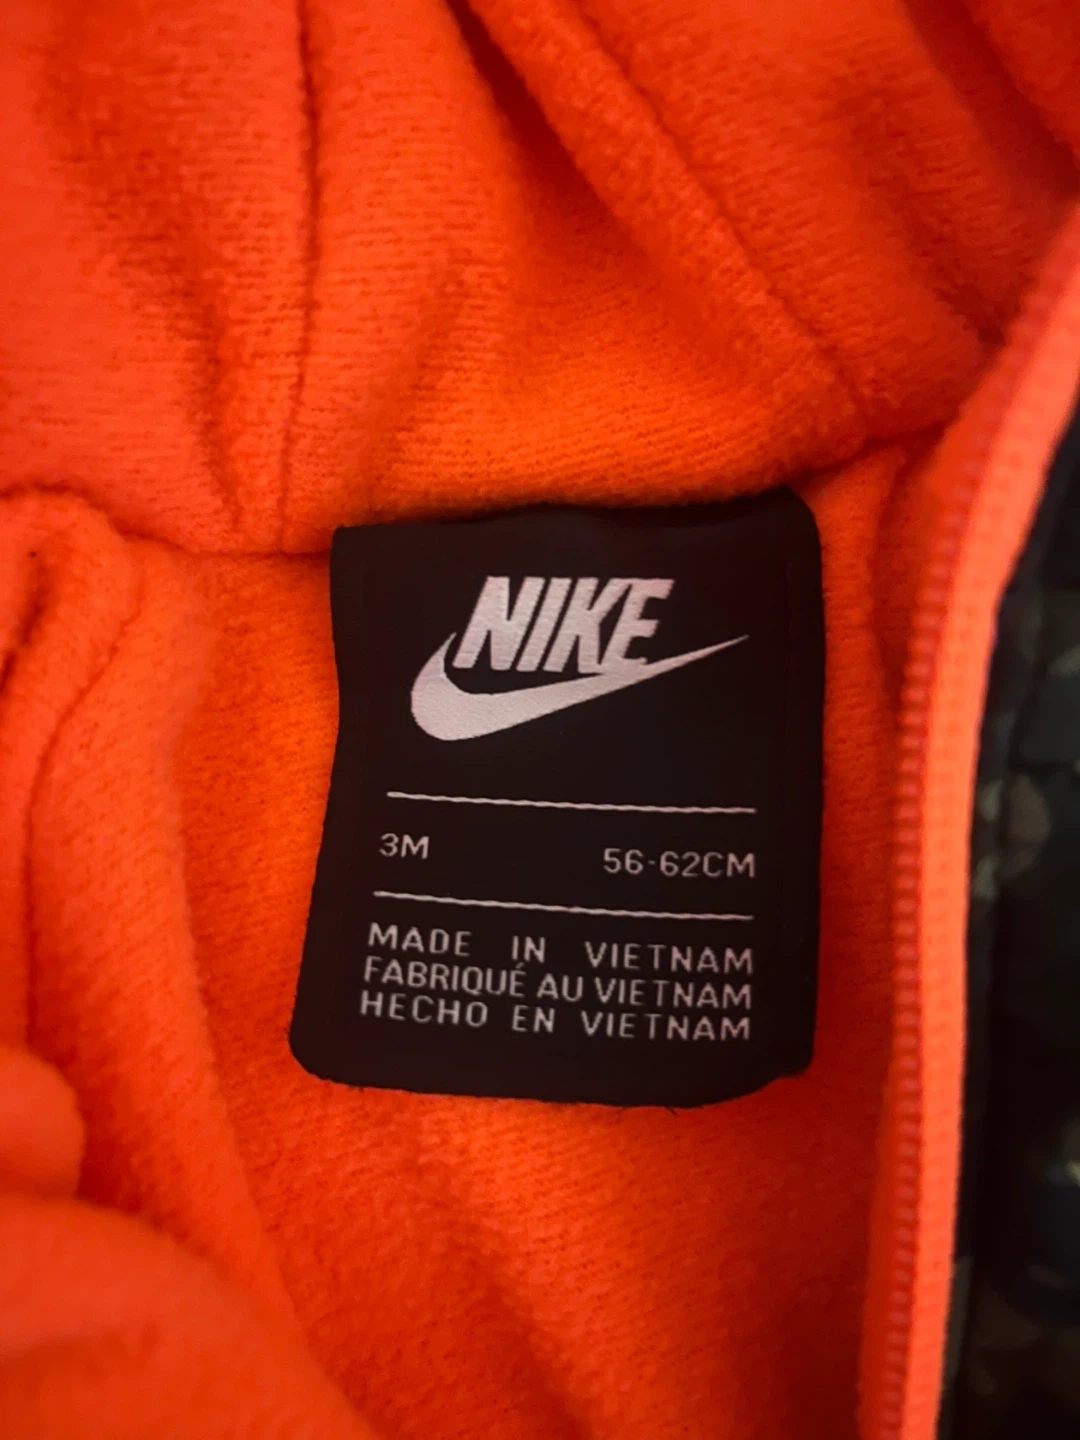 NIKE
3M 56-62CM
MADE IN VIETNAM
FABRIQUÉ AU VIETNAM
HECHO EN VIETNAM